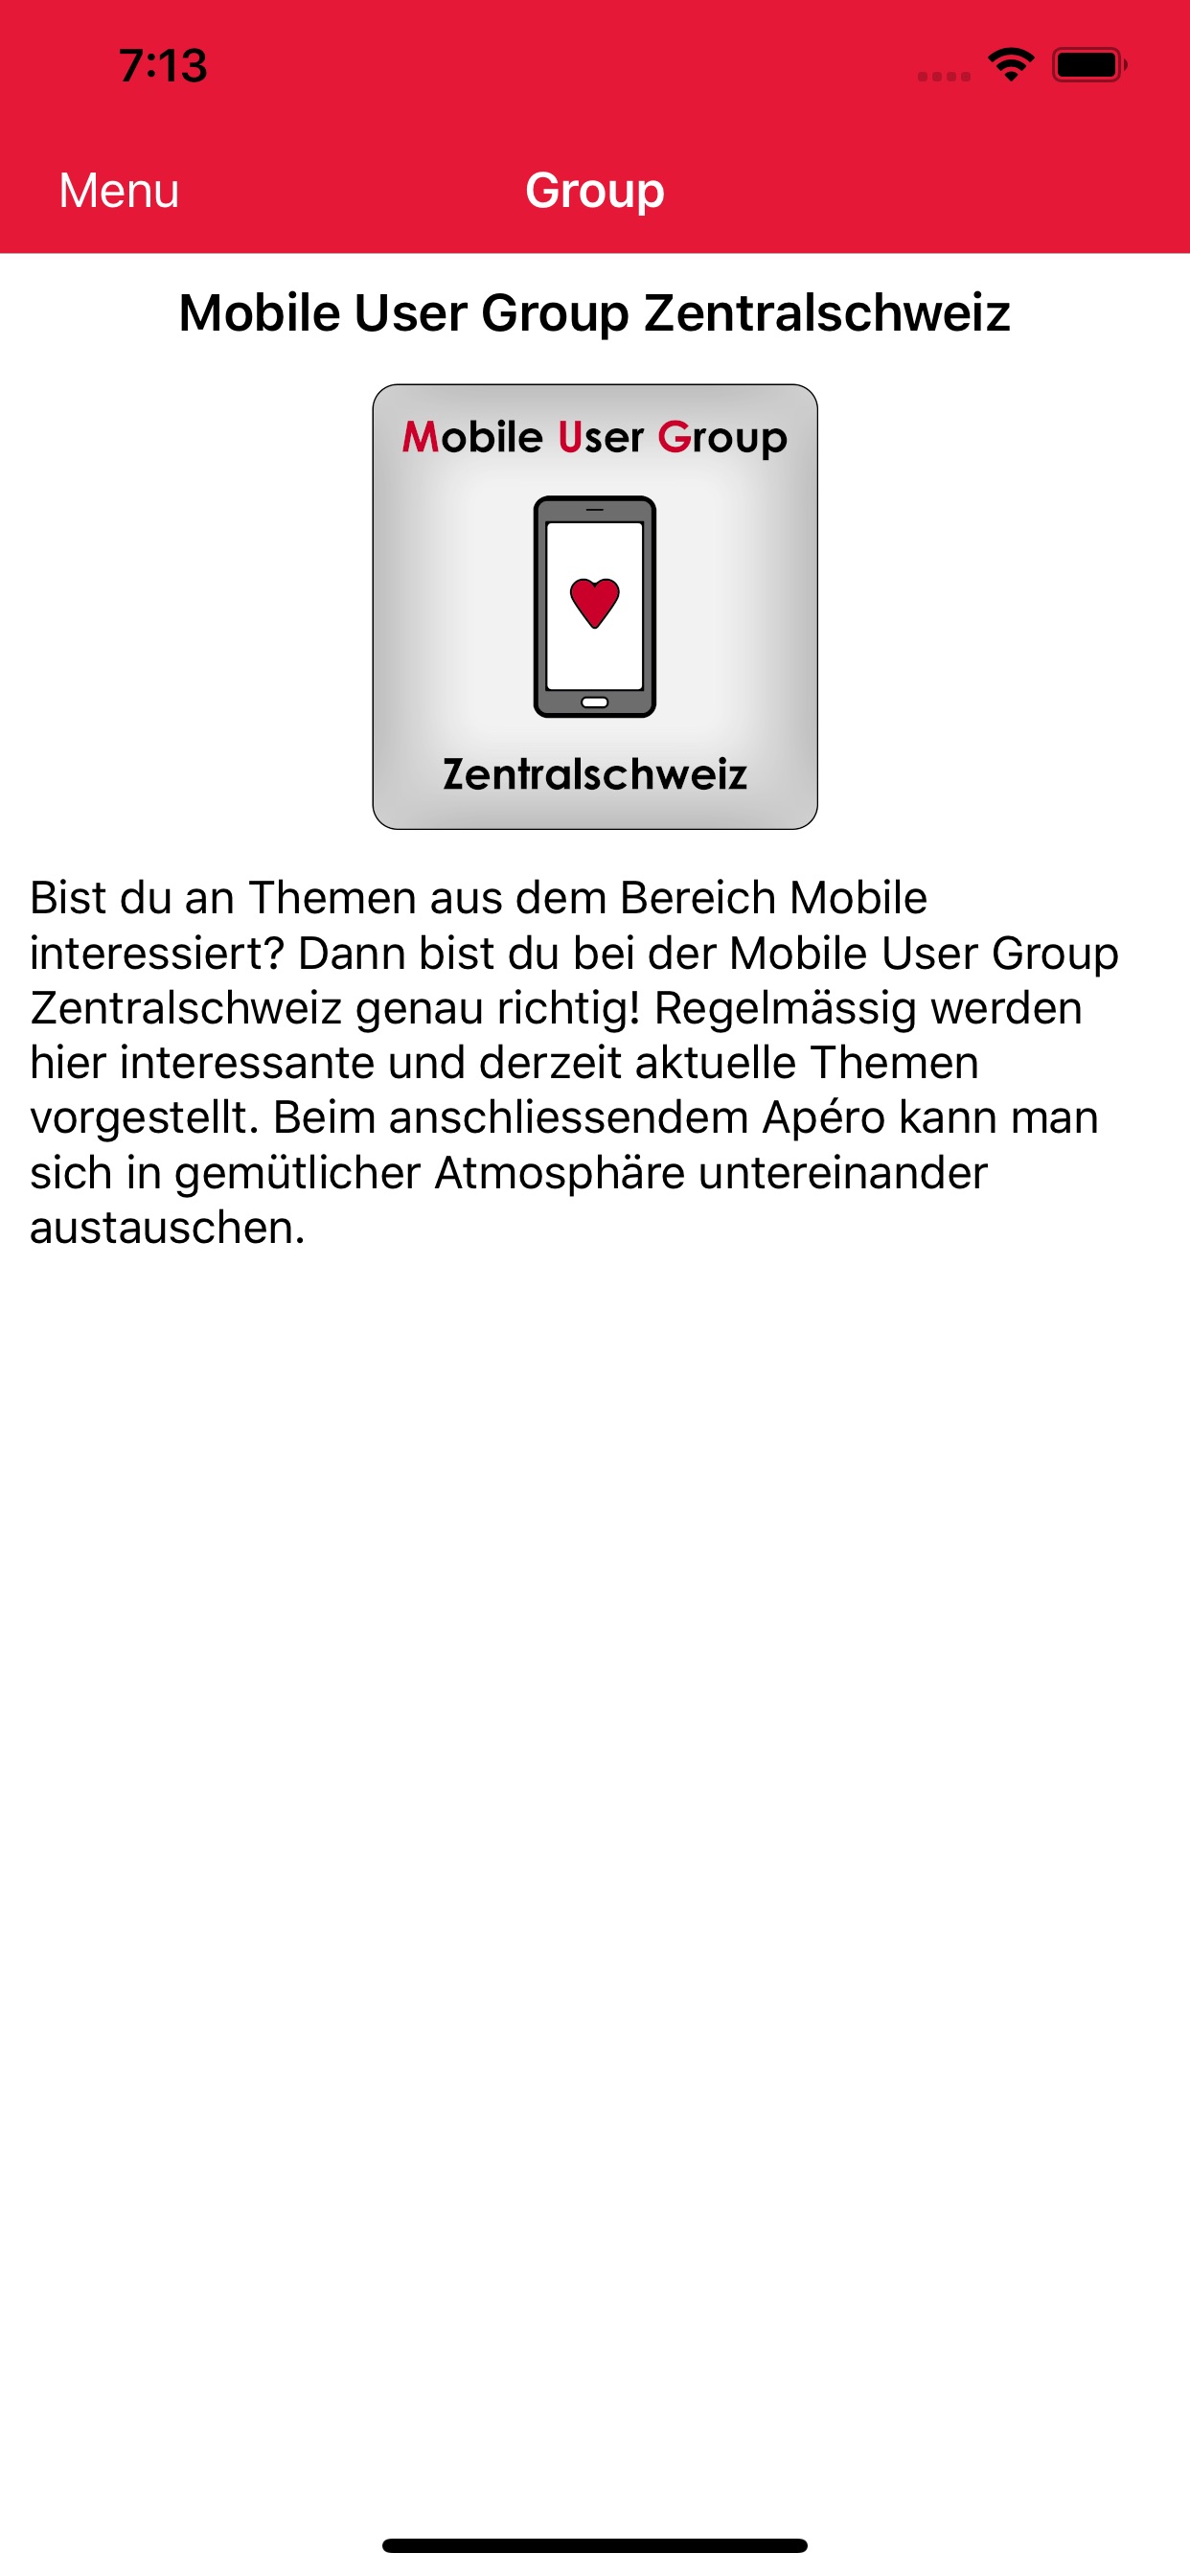 7:13
Menu
Group
Mobile User Group Zentralschweiz
Mobile User Group
Zentralschweiz
Bist du an Themen aus dem Bereich Mobile
interessiert? Dann bist du bei der Mobile User Group
Zentralschweiz genau richtig! Regelmässig werden
hier interessante und derzeit aktuelle Themen
vorgestellt. Beim anschliessendem Apéro kann man
sich in gemütlicher Atmosphäre untereinander
austauschen.